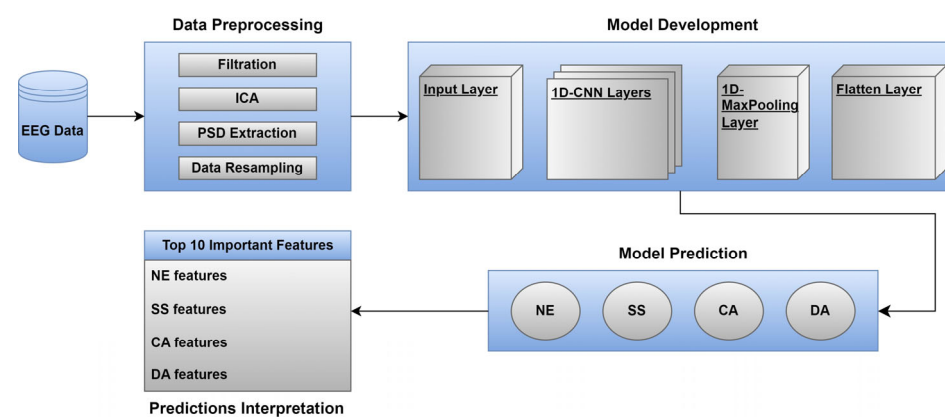 Data Preprocessing
Model Development
EEG Data
Filtration
ICA
PSD Extraction
Data Resampling
Input Layer
1D-CNN Layers
1D-
MaxPooling
Layer
Flatten Layer
Model Prediction
NE
SS
CA
DA
Top 10 Important Features
NE features
SS features
CA features
DA features
Predictions Interpretation